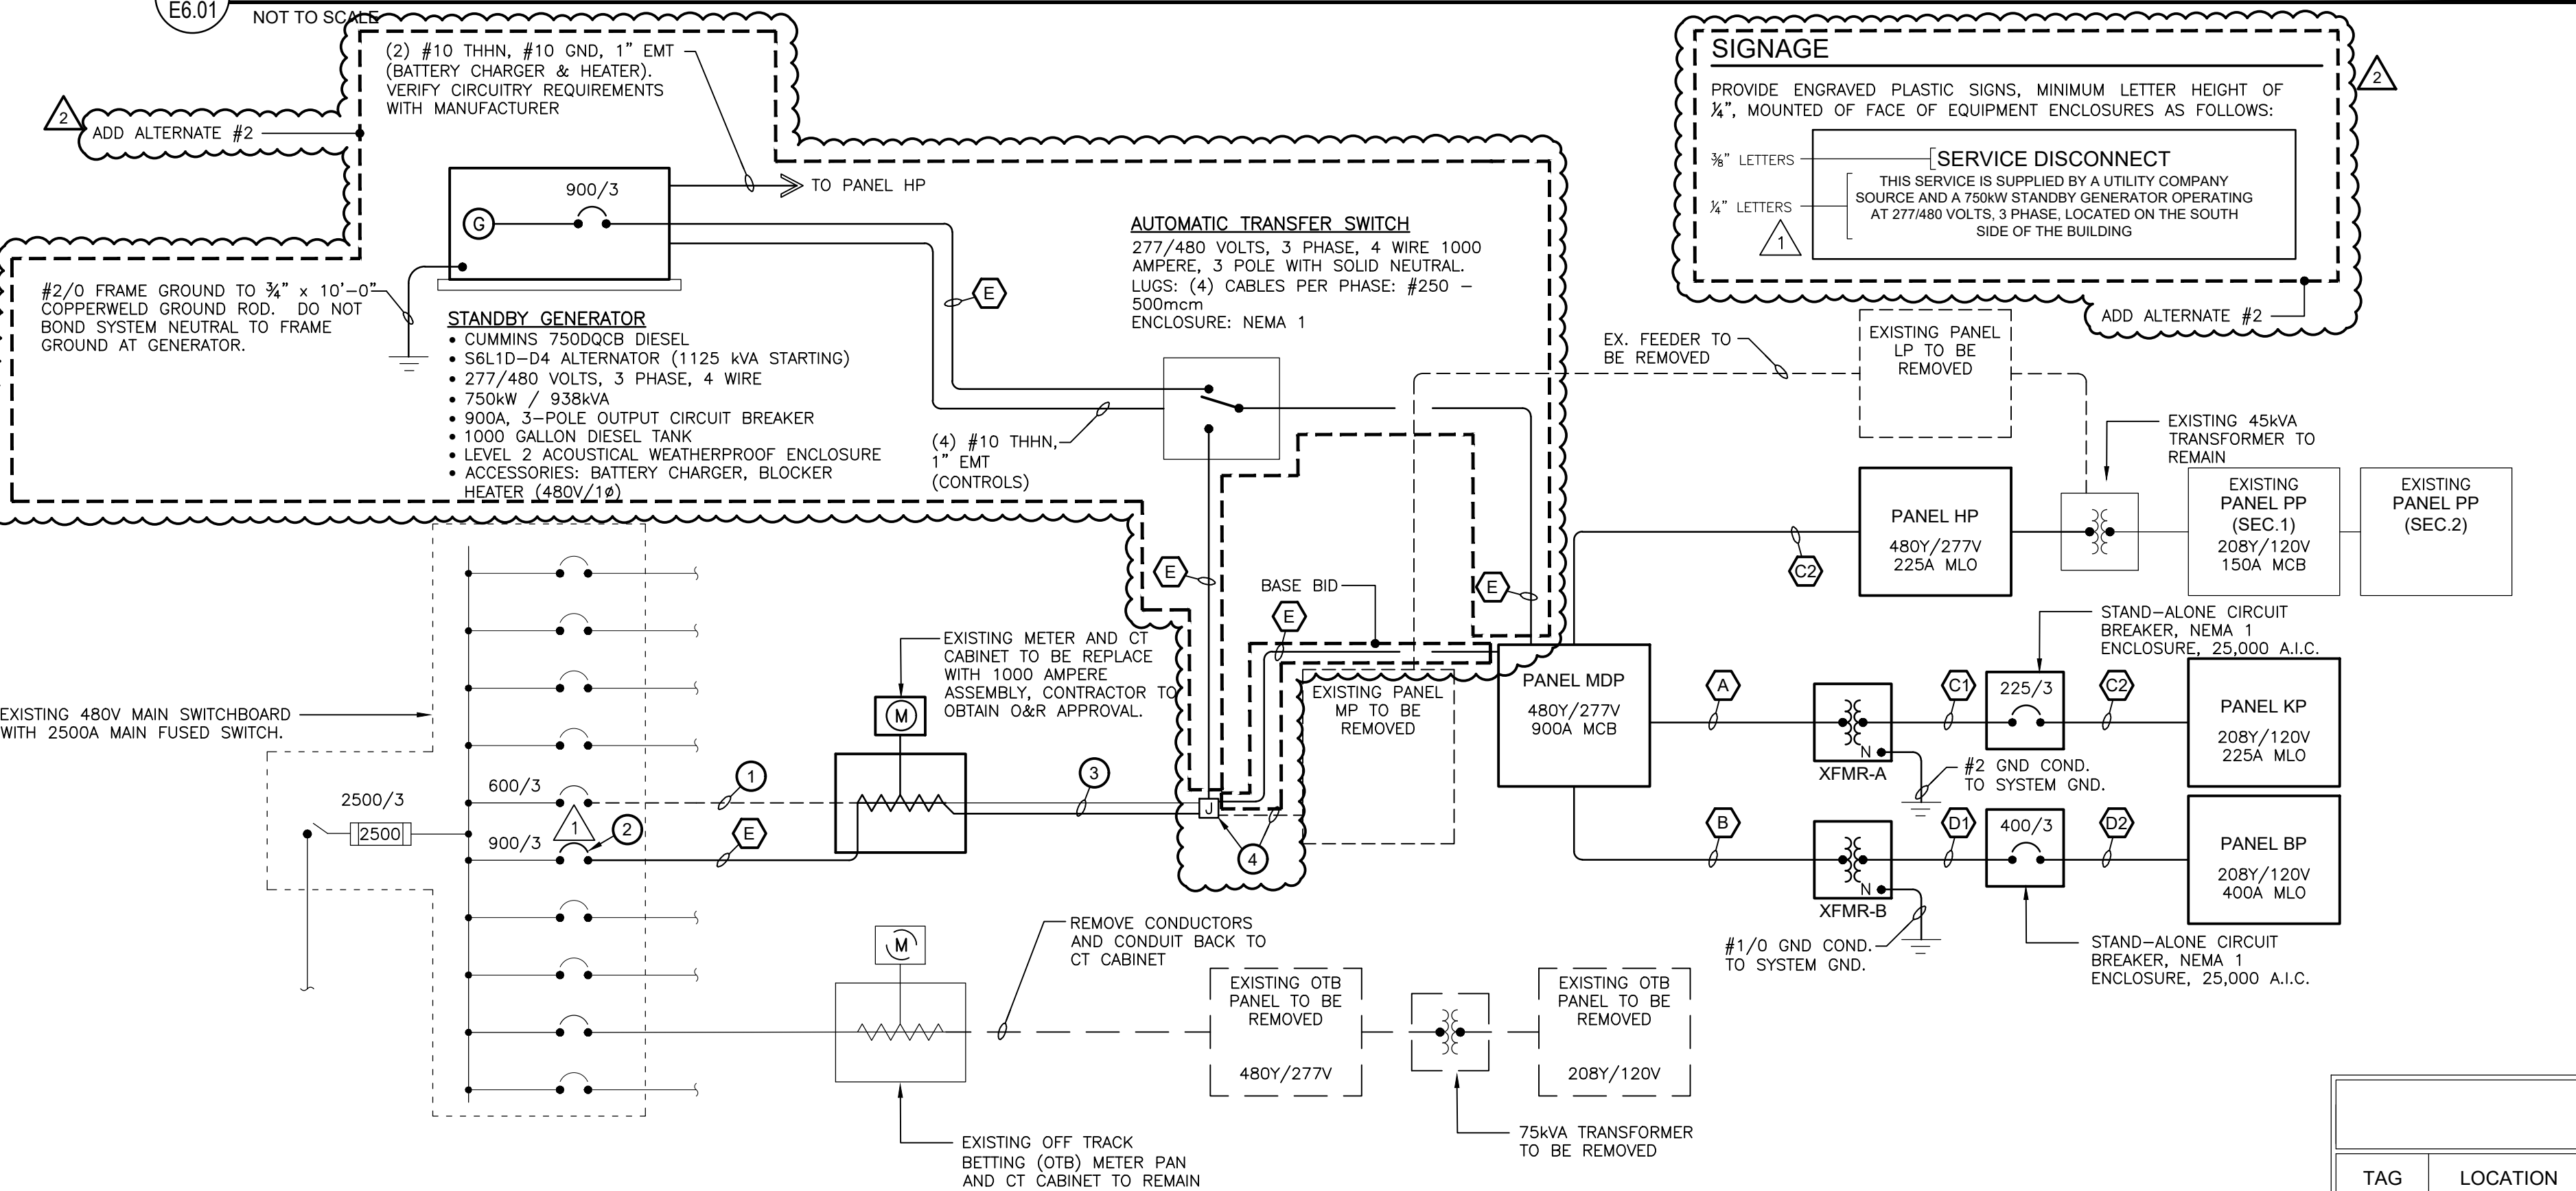 E6.01
NOT TO SCALE
(2) #10 THHN, #10 GND, 1" EMT
(BATTERY CHARGER & HEATER).
VERIFY CIRCUITRY REQUIREMENTS
WITH MANUFACTURER
2
ADD ALTERNATE #2
900/3
G
TO PANEL HP
E
#2/0 FRAME GROUND TO ¾" x 10'-0"
COPPERWELD GROUND ROD. DO NOT
BOND SYSTEM NEUTRAL TO FRAME
GROUND AT GENERATOR.
STANDBY GENERATOR
• CUMMINS 750DQCB DIESEL
• S6L1D-D4 ALTERNATOR (1125 kVA STARTING)
• 277/480 VOLTS, 3 PHASE, 4 WIRE
• 750kW / 938kVA
• 900A, 3-POLE OUTPUT CIRCUIT BREAKER
• 1000 GALLON DIESEL TANK
• LEVEL 2 ACOUSTICAL WEATHERPROOF ENCLOSURE
• ACCESSORIES: BATTERY CHARGER, BLOCKER
HEATER (480V/1ø)
AUTOMATIC TRANSFER SWITCH
277/480 VOLTS, 3 PHASE, 4 WIRE 1000
AMPERE, 3 POLE WITH SOLID NEUTRAL.
LUGS: (4) CABLES PER PHASE: #250 -
500mcm
ENCLOSURE: NEMA 1
(4) #10 THHN,
1" EMT
(CONTROLS)
SIGNAGE
PROVIDE ENGRAVED PLASTIC SIGNS, MINIMUM LETTER HEIGHT OF
¼", MOUNTED OF FACE OF EQUIPMENT ENCLOSURES AS FOLLOWS:
⅜" LETTERS
SERVICE DISCONNECT
¼" LETTERS
THIS SERVICE IS SUPPLIED BY A UTILITY COMPANY
SOURCE AND A 750kW STANDBY GENERATOR OPERATING
AT 277/480 VOLTS, 3 PHASE, LOCATED ON THE SOUTH
SIDE OF THE BUILDING
1
2
ADD ALTERNATE #2
EX. FEEDER TO
BE REMOVED
EXISTING PANEL
LP TO BE
REMOVED
EXISTING 45kVA
TRANSFORMER TO
REMAIN
PANEL HP
480Y/277V
225A MLO
EXISTING
PANEL PP
(SEC.1)
208Y/120V
150A MCB
EXISTING
PANEL PP
(SEC.2)
C2
E
E
BASE BID
E
EXISTING METER AND CT
CABINET TO BE REPLACE
WITH 1000 AMPERE
ASSEMBLY, CONTRACTOR TO
OBTAIN O&R APPROVAL.
M
EXISTING PANEL
MP TO BE
REMOVED
PANEL MDP
480Y/277V
900A MCB
STAND-ALONE CIRCUIT
BREAKER, NEMA 1
ENCLOSURE, 25,000 A.I.C.
A
C1
225/3
C2
PANEL KP
208Y/120V
225A MLO
N
XFMR-A
#2 GND COND.
TO SYSTEM GND.
EXISTING 480V MAIN SWITCHBOARD
WITH 2500A MAIN FUSED SWITCH.
2500/3
2500
600/3
1
1
3
900/3
2
E
J
4
B
D1
400/3
D2
PANEL BP
208Y/120V
400A MLO
N
XFMR-B
#1/0 GND COND.
TO SYSTEM GND.
STAND-ALONE CIRCUIT
BREAKER, NEMA 1
ENCLOSURE, 25,000 A.I.C.
M
REMOVE CONDUCTORS
AND CONDUIT BACK TO
CT CABINET
EXISTING OTB
PANEL TO BE
REMOVED
480Y/277V
EXISTING OTB
PANEL TO BE
REMOVED
208Y/120V
EXISTING OFF TRACK
BETTING (OTB) METER PAN
AND CT CABINET TO REMAIN
75kVA TRANSFORMER
TO BE REMOVED
TAG
LOCATION